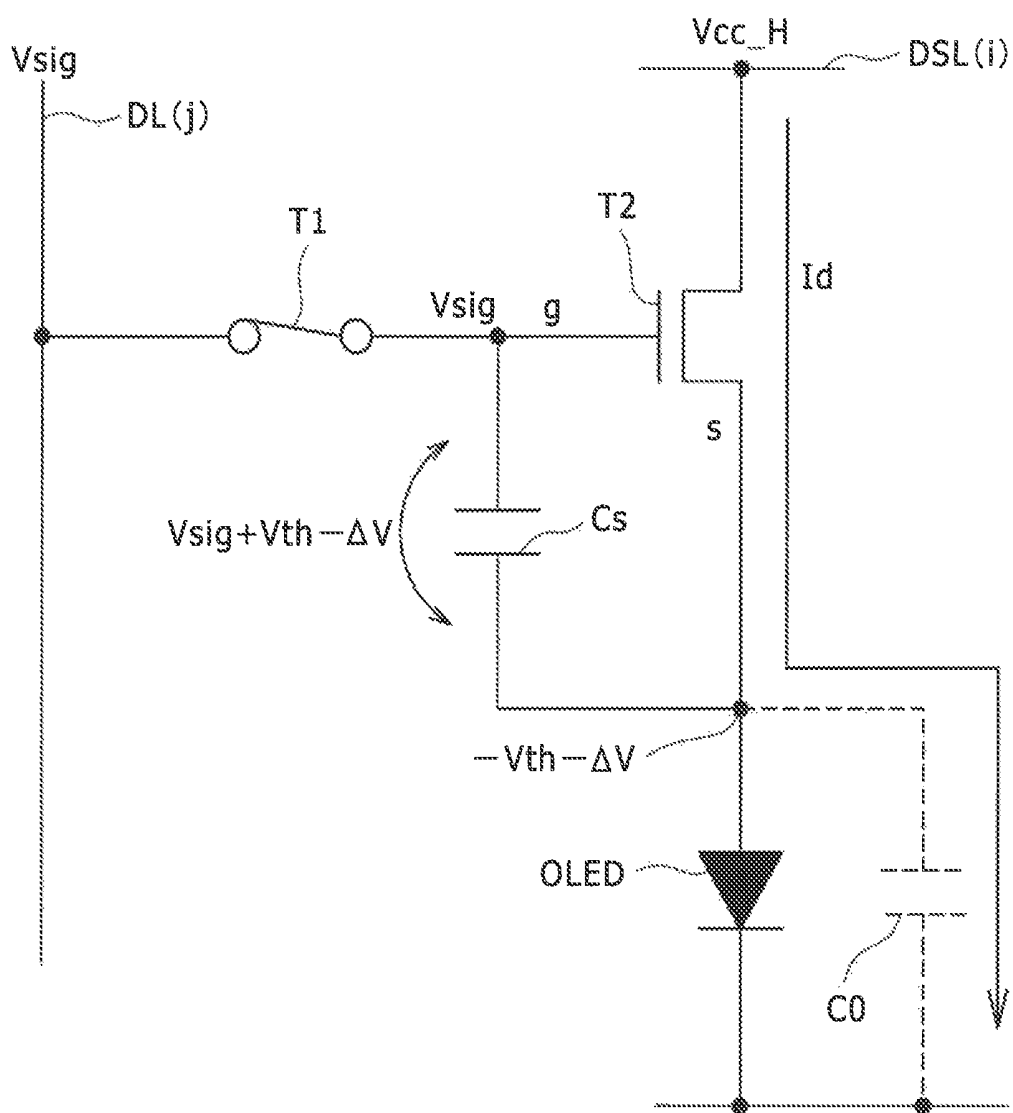 Vcc_H
Vsig
DSL(i)
DL(j)
T1
T2
Id
Vsig
g
s
Cs
Vsig+Vth−ΔV
−Vth−ΔV
OLED
C0